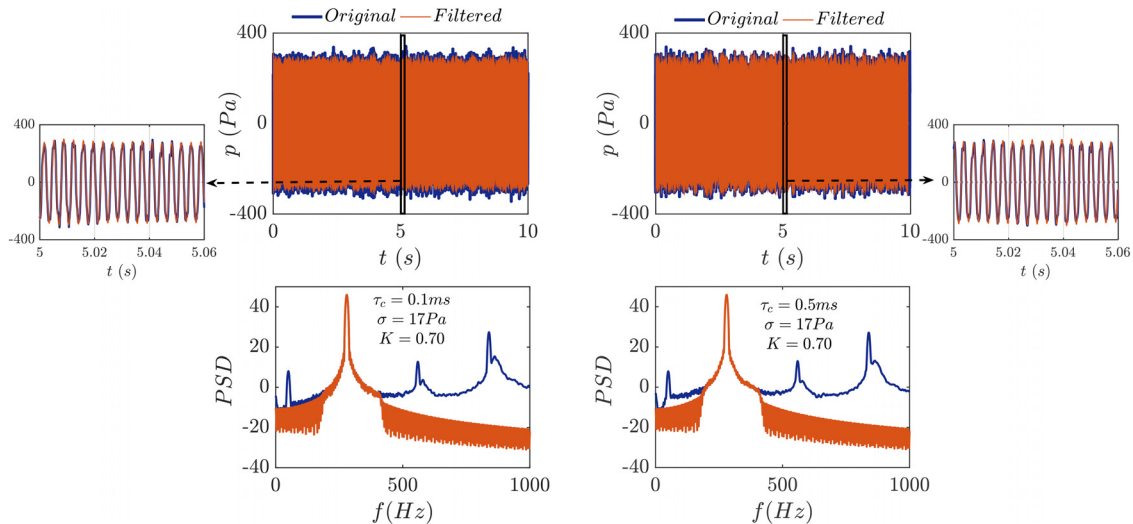 Original Filtered
400
0
-400
p (Pa)
0 5 10
t (s)
400
0
-400
5 5.02 5.04 5.06
t (s)
Original Filtered
400
0
-400
p (Pa)
0 5 10
t (s)
400
0
-400
5 5.02 5.04 5.06
t (s)
40
20
0
-20
-40
PSD
τc = 0.1ms
σ = 17Pa
K = 0.70
0 500 1000
f(Hz)
40
20
0
-20
-40
PSD
τc = 0.5ms
σ = 17Pa
K = 0.70
0 500 1000
f(Hz)